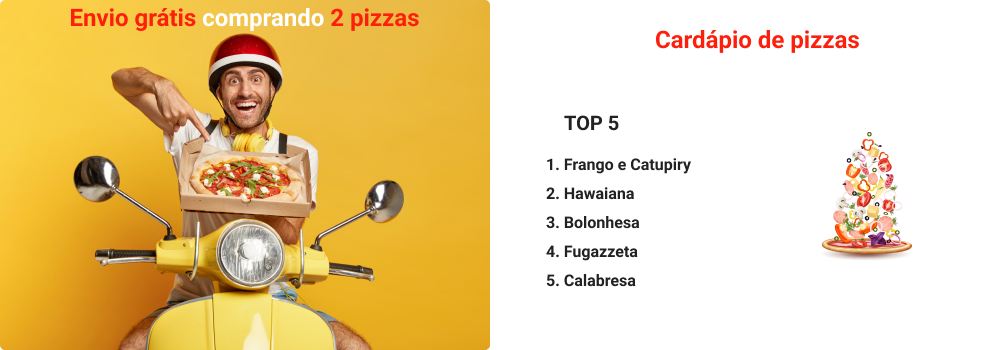 Envio grátis comprando 2 pizzas
Cardápio de pizzas
TOP 5
1. Frango e Catupiry
2. Hawaiana
3. Bolonhesa
4. Fugazzeta
5. Calabresa